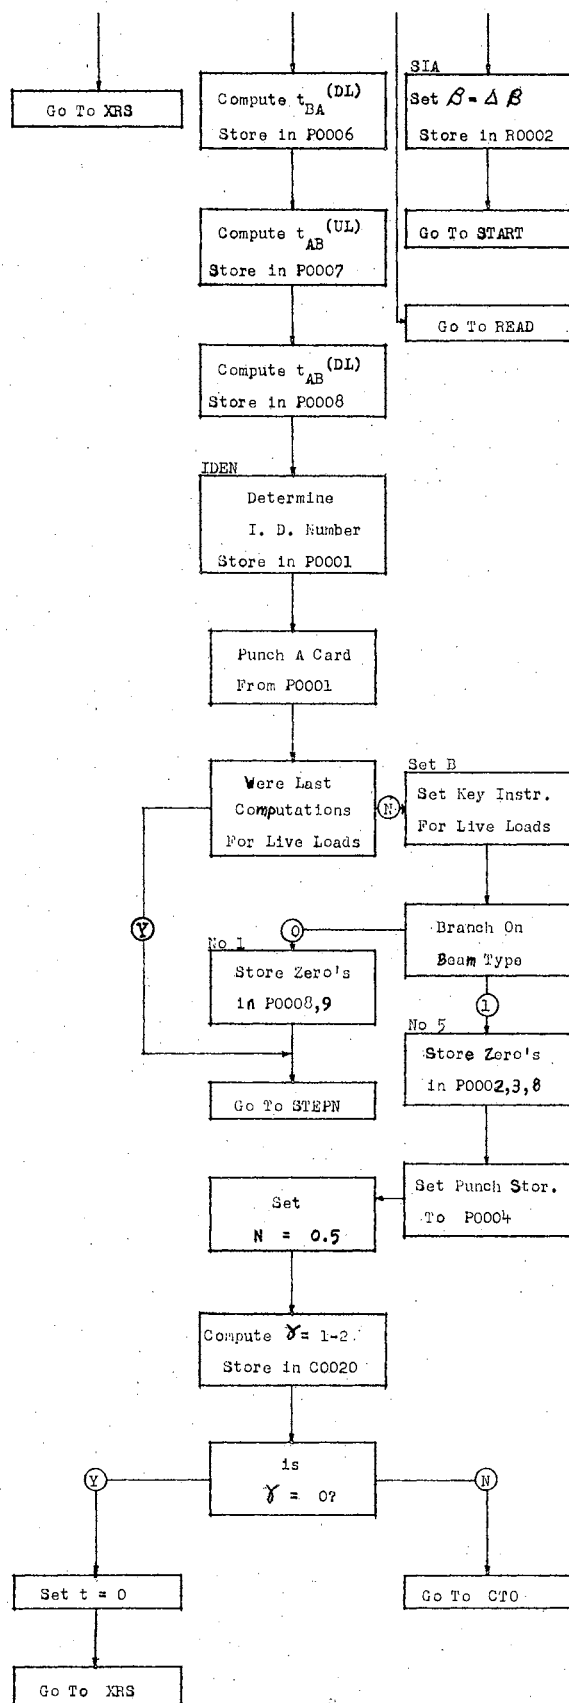 Go To XRS
Compute tBA(DL)
Store in P0006
SIA
Set β = Δ β
Store in R0002
Compute tAB(UL)
Store in P0007
Go To START
Go To READ
Compute tAB(DL)
Store in P0008
IDEN
Determine
I. D. Number
Store in P0001
Punch A Card
From P0001
Were Last
Computations
For Live Loads
N
Set B
Set Key Instr.
For Live Loads
Y
O
Branch On
Beam Type
No 1
Store Zero's
in P0008,9
1
No 5
Store Zero's
in P0002,3,8
Go To STEPN
Set Punch Stor.
To P0004
Set
N = 0.5
Compute γ = 1-2.
Store in C0020
is
γ = 0?
Y
N
Set t = 0
Go To CTO
Go To XRS